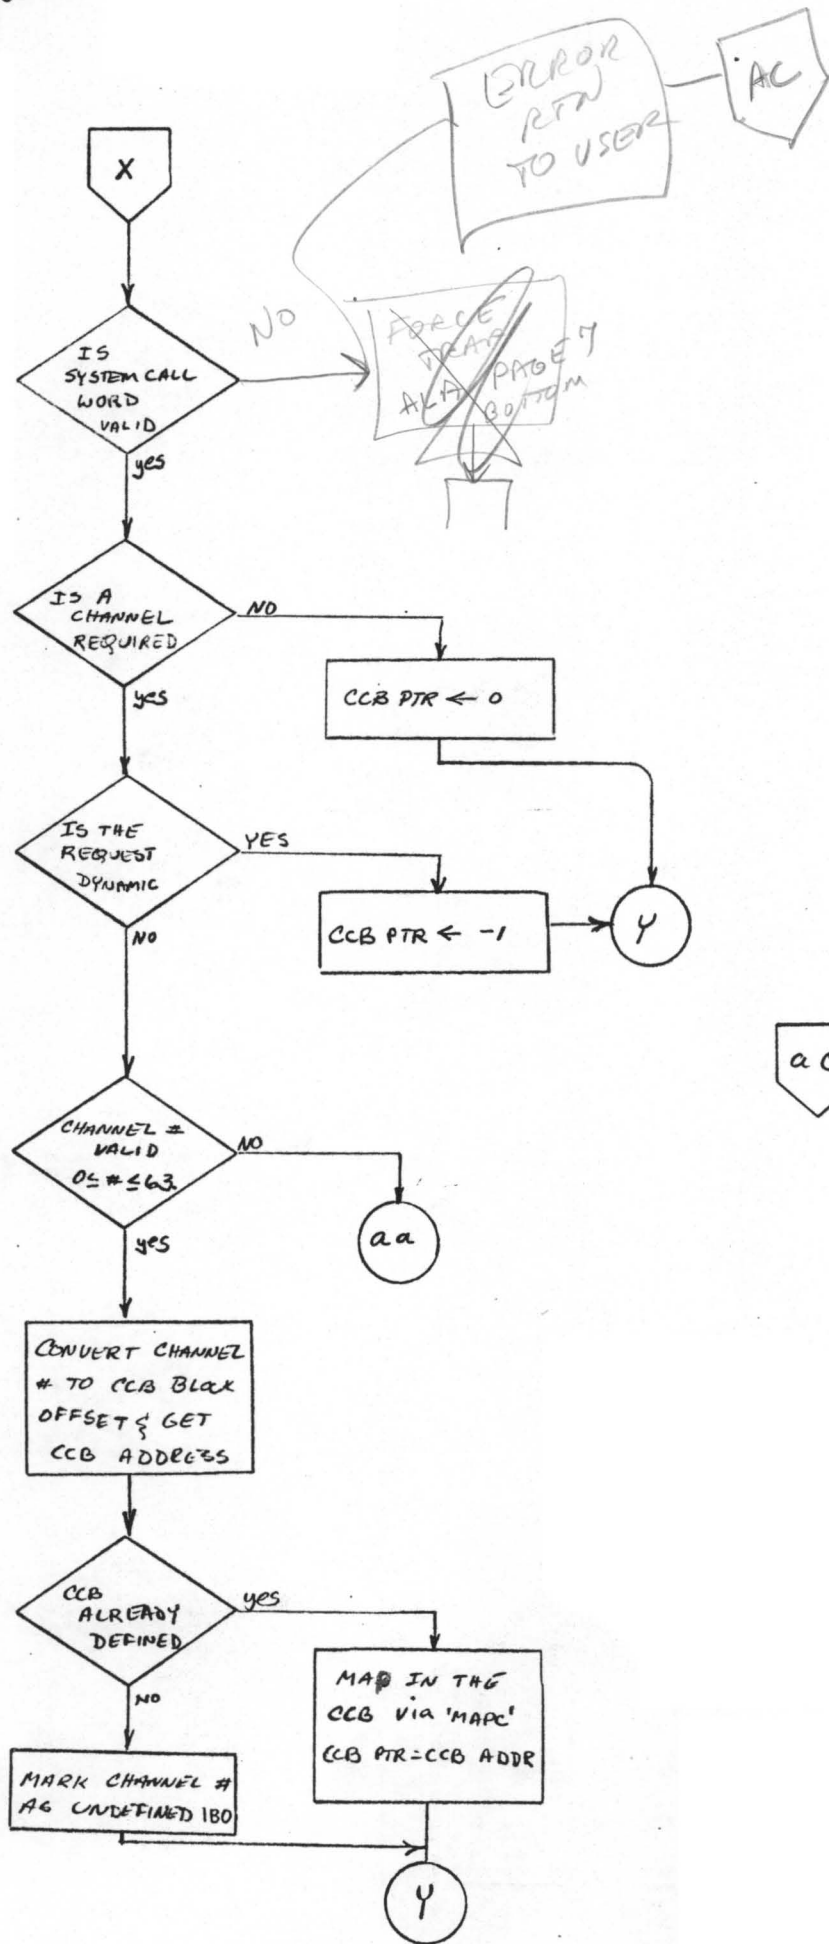 ERROR
RTN
TO USER
AC
X
IS
SYSTEM CALL
WORD
VALID
NO
FORCE
TRAP
ALA PAGE 7
BOTTOM
yes
IS A
CHANNEL
REQUIRED
NO
CCB PTR ← 0
yes
IS THE
REQUEST
DYNAMIC
YES
CCB PTR ← -1
Y
NO
CHANNEL #
VALID
0≤#≤63
NO
aa
yes
CONVERT CHANNEL
# TO CCB BLOCK
OFFSET & GET
CCB ADDRESS
CCB
ALREADY
DEFINED
yes
MAP IN THE
CCB via 'MAPC'
CCB PTR=CCB ADDR
NO
MARK CHANNEL #
AS UNDEFINED 1B0
Y